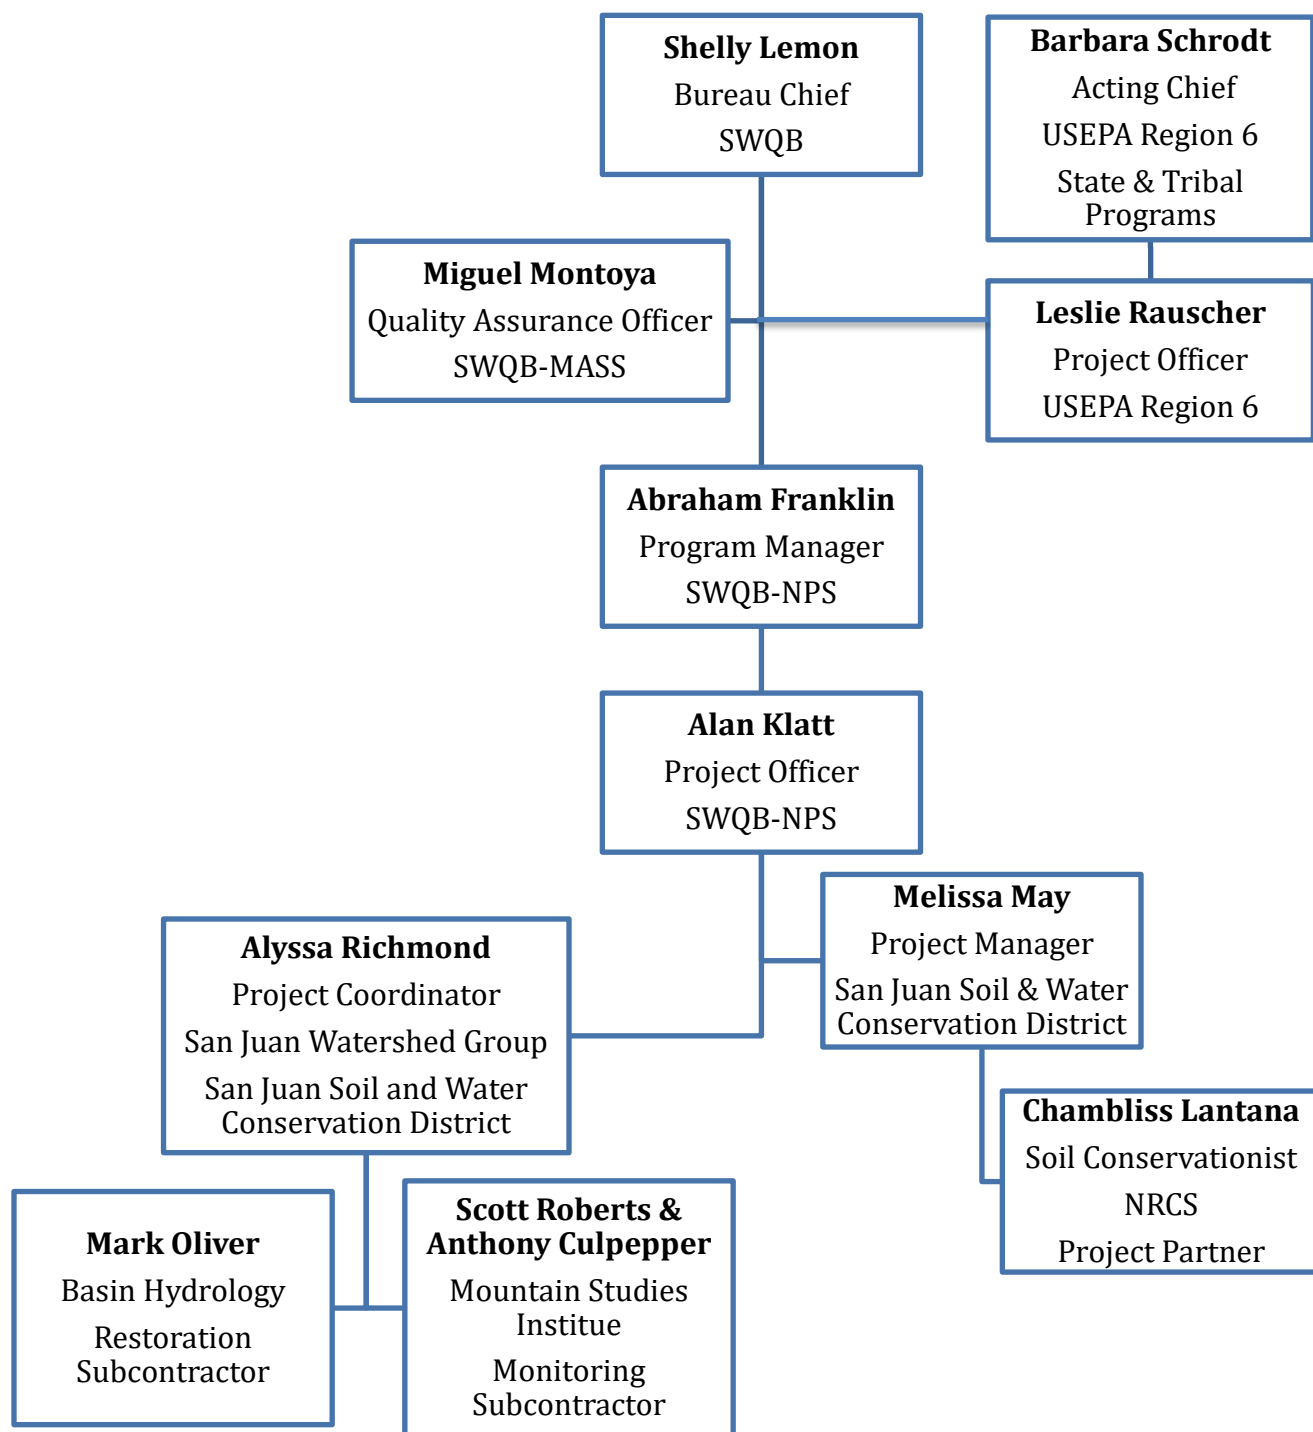 Shelly Lemon
Bureau Chief
SWQB
Barbara Schrodt
Acting Chief
USEPA Region 6
State & Tribal
Programs
Miguel Montoya
Quality Assurance Officer
SWQB-MASS
Leslie Rauscher
Project Officer
USEPA Region 6
Abraham Franklin
Program Manager
SWQB-NPS
Alan Klatt
Project Officer
SWQB-NPS
Melissa May
Project Manager
San Juan Soil & Water
Conservation District
Alyssa Richmond
Project Coordinator
San Juan Watershed Group
San Juan Soil and Water
Conservation District
Chambliss Lantana
Soil Conservationist
NRCS
Project Partner
Mark Oliver
Basin Hydrology
Restoration
Subcontractor
Scott Roberts &
Anthony Culpepper
Mountain Studies
Institue
Monitoring
Subcontractor